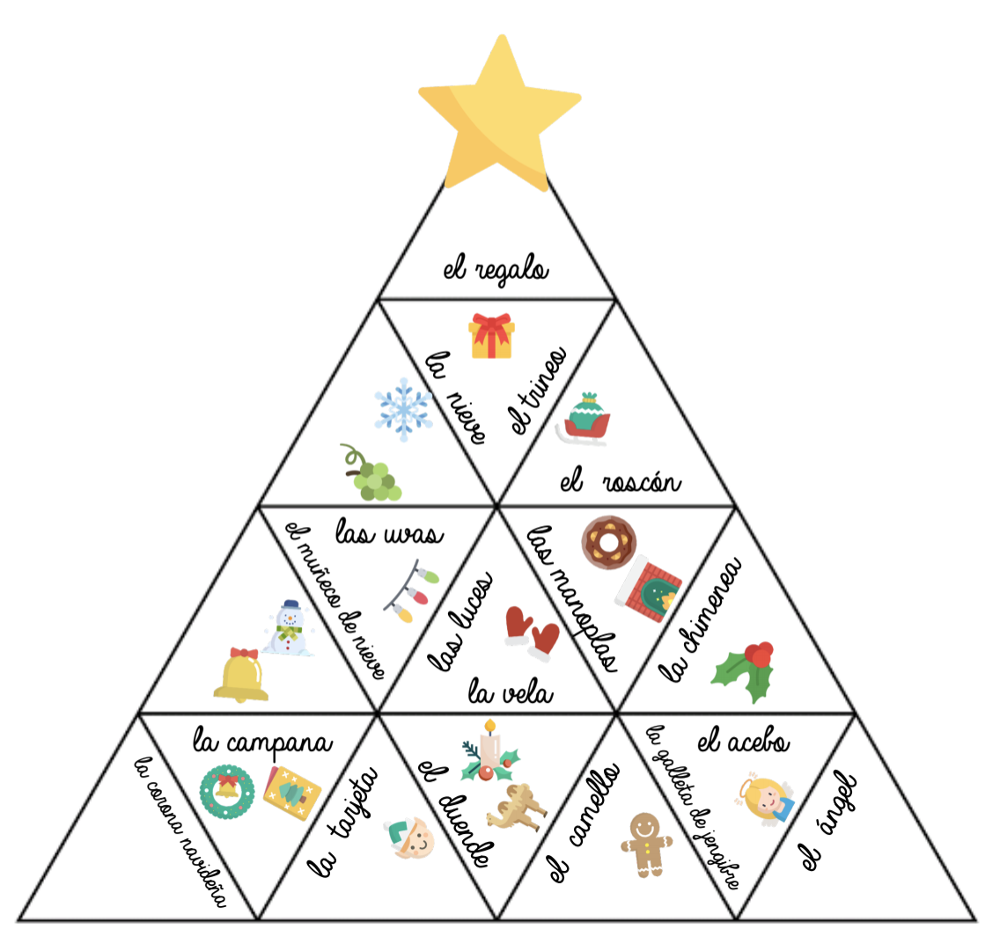 el regalo
la nieve
el trineo
el roscón
las uvas
el muñeco de nieve
las luces
las manoplas
la chimenea
la vela
la campana
la corona navideña
la tarjeta
el duende
el camello
la galleta de jengibre
el acebo
el ángel